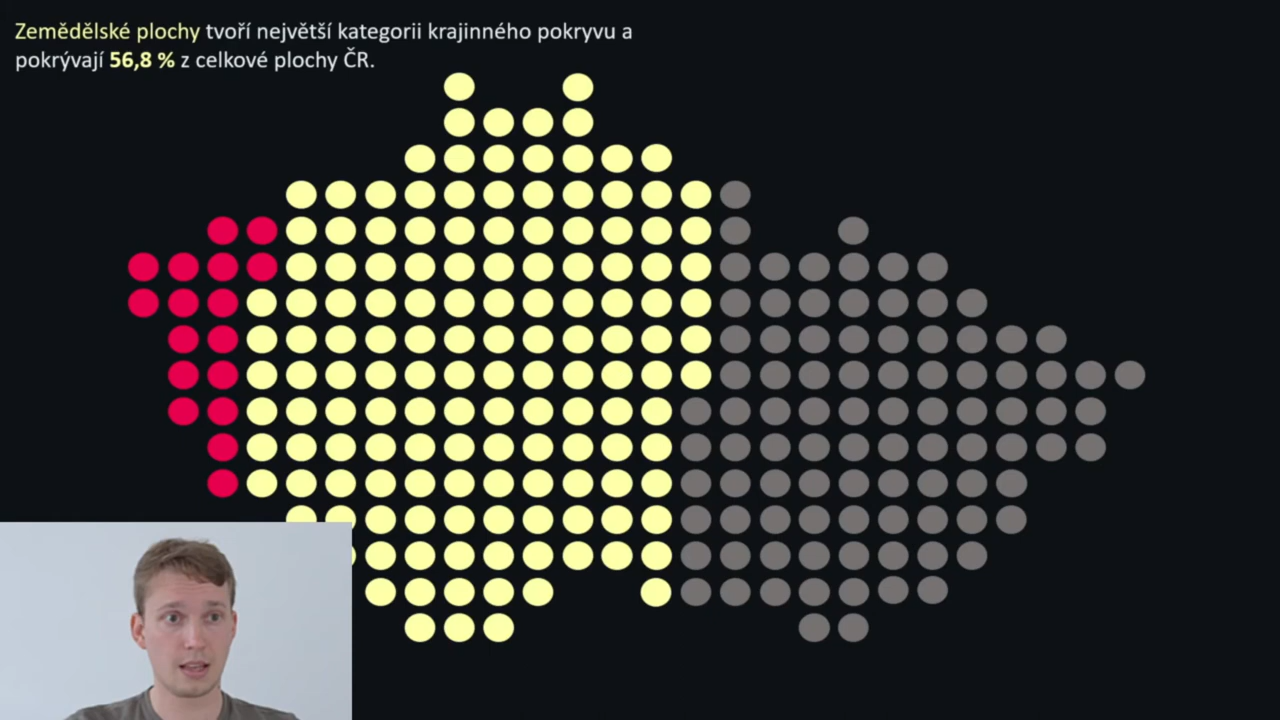 Zemědělské plochy tvoří největší kategorii krajinného pokryvu a
pokrývají 56,8 % z celkové plochy ČR.